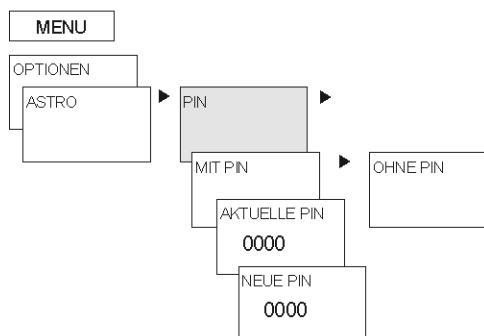 MENU
OPTIONEN
ASTRO
PIN
MIT PIN
OHNE PIN
AKTUELLE PIN
0000
NEUE PIN
0000